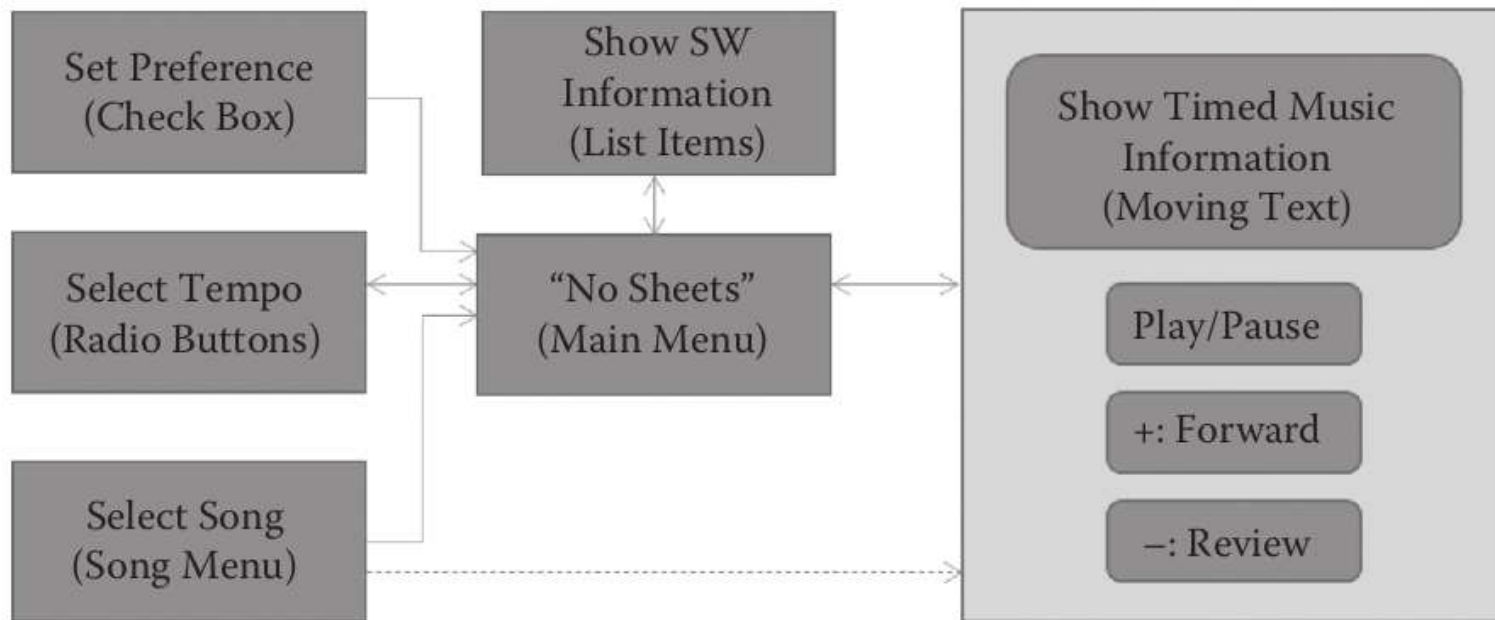 Set Preference
(Check Box)
Show SW
Information
(List Items)
Show Timed Music
Information
(Moving Text)
Select Tempo
(Radio Buttons)
“No Sheets”
(Main Menu)
Play/Pause
+: Forward
–: Review
Select Song
(Song Menu)